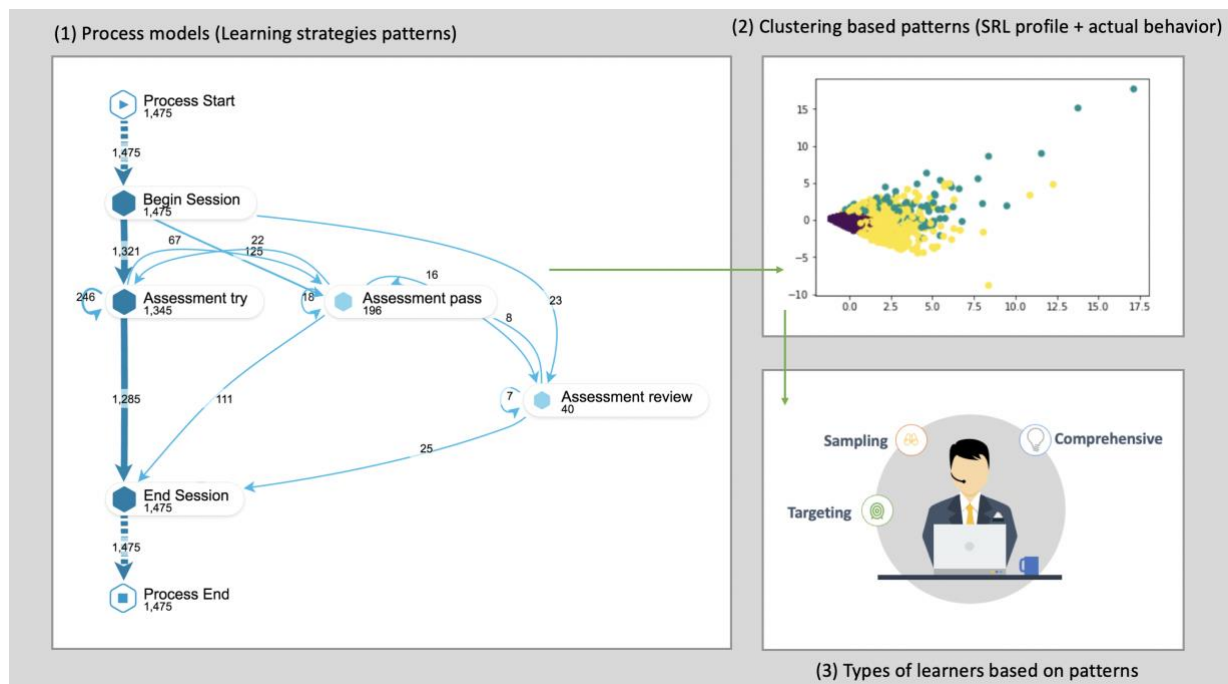 (1) Process models (Learning strategies patterns)
Process Start
1,475
1,475
Begin Session
1,475
67
22
1,321
125
16
246
Assessment try
1,345
18
Assessment pass
196
23
8
1,285
111
7
Assessment review
40
25
End Session
1,475
1,475
Process End
1,475
(2) Clustering based patterns (SRL profile + actual behavior)
15
10
5
0
−5
−10
0.0 2.5 5.0 7.5 10.0 12.5 15.0 17.5
Sampling
Comprehensive
Targeting
(3) Types of learners based on patterns